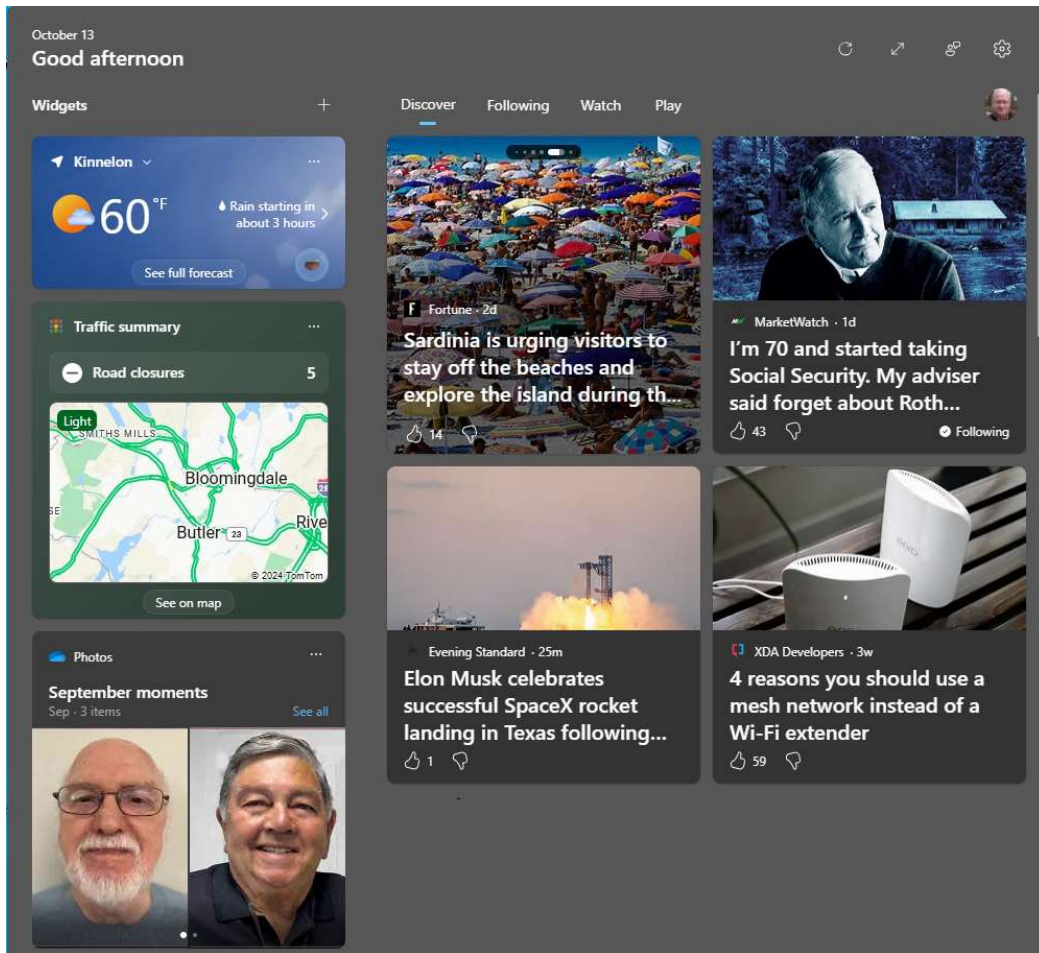 October 13
Good afternoon
Widgets
Discover Following Watch Play
Kinnelon
60°F
Rain starting in
about 3 hours
See full forecast
Traffic summary
Road closures 5
Light
SMITHS MILLS
Bloomingdale
Butler 23
Rive
© 2024 TomTom
See on map
Photos
September moments
Sep · 3 items See all
Fortune · 2d
Sardinia is urging visitors to
stay off the beaches and
explore the island during th...
14
MarketWatch · 1d
I'm 70 and started taking
Social Security. My adviser
said forget about Roth...
43 Following
Evening Standard · 25m
Elon Musk celebrates
successful SpaceX rocket
landing in Texas following...
1
XDA Developers · 3w
4 reasons you should use a
mesh network instead of a
Wi-Fi extender
59